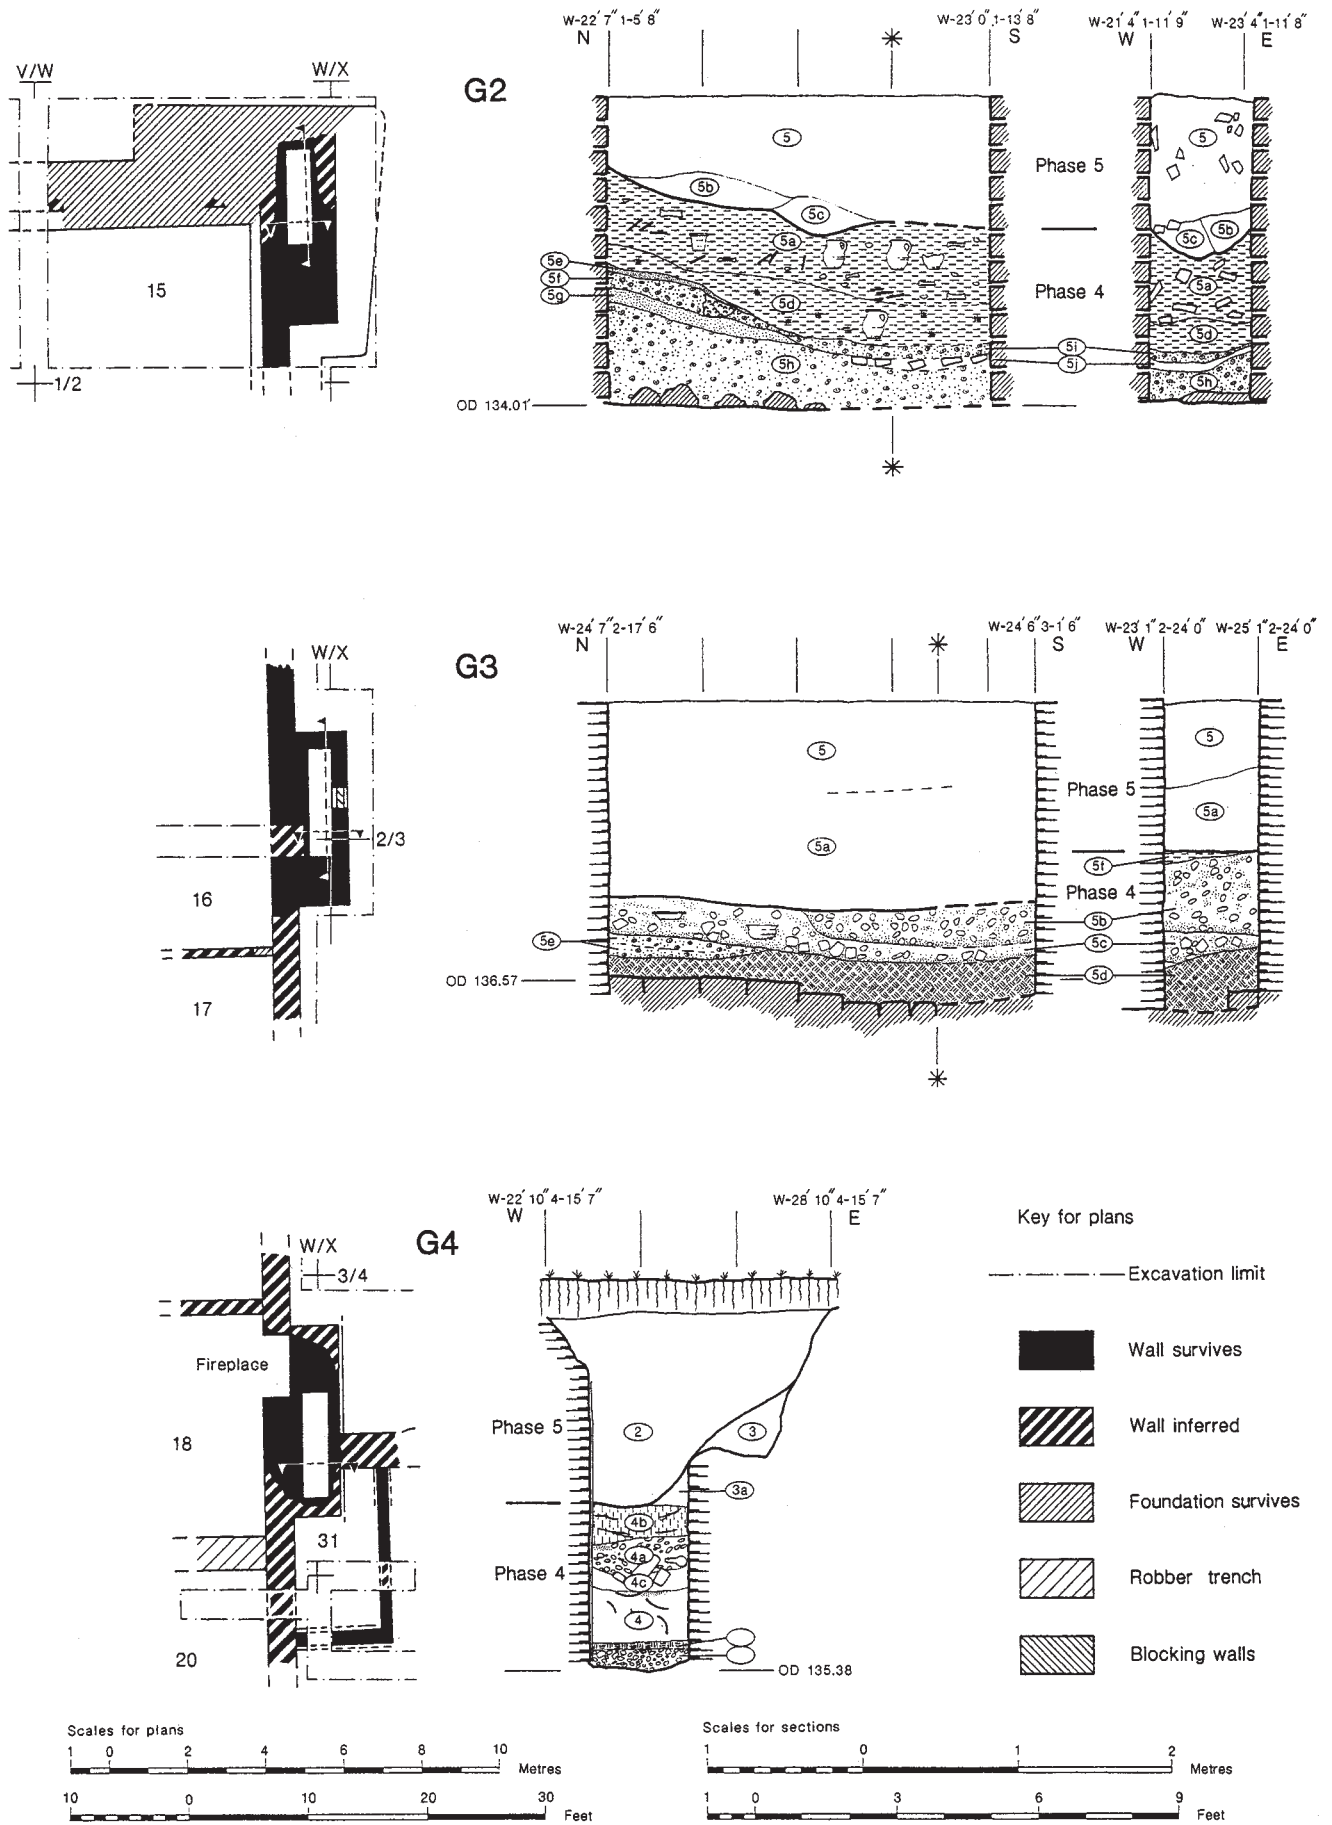 W-22' 7" 1-5' 8" W-23' 0" 1-13' 8" W-21' 4" 1-11' 9" W-23' 4" 1-11' 8"
N S W E
V/W W/X
G2
5 5
Phase 5
5b 5c 5c 5b
5a 5a
5e
5f
5g
15
Phase 4
5d 5d
5i
5j
5h 5h
1/2
OD 134.01'
W-24' 7" 2-17' 6" W-24' 6" 3-1' 6" W-23' 1" 2-24' 0" W-25' 1" 2-24' 0"
N S W E
W/X
G3
5 5
Phase 5
5a 5a
2/3
5f
16
Phase 4
5b
5e
5c
OD 136.57
5d
17
W-22' 10" 4-15' 7" W-28' 10" 4-15' 7"
W E
W/X
G4
3/4
Fireplace
18
Phase 5
2 3
3a
4b
4a
Phase 4
4c
31
4
20
OD 135.38
Key for plans
Excavation limit
Wall survives
Wall inferred
Foundation survives
Robber trench
Blocking walls
Scales for plans
1 0 2 4 6 8 10
Metres
10 0 10 20 30
Feet
Scales for sections
1 0 1 2
Metres
1 0 3 6 9
Feet